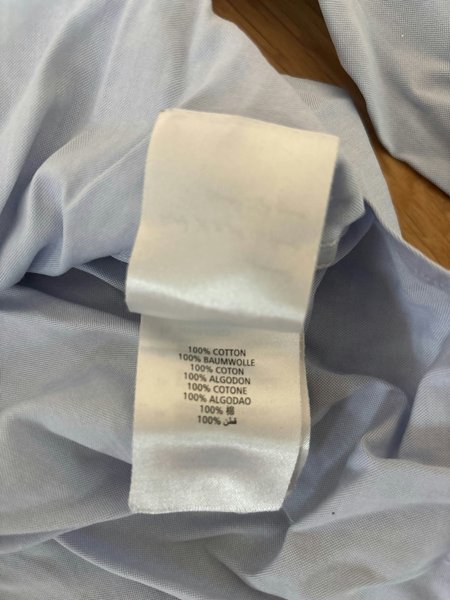 100% COTTON
100% BAUMWOLLE
100% COTON
100% ALGODON
100% COTONE
100% ALGODAO
100% 棉
100% قطن